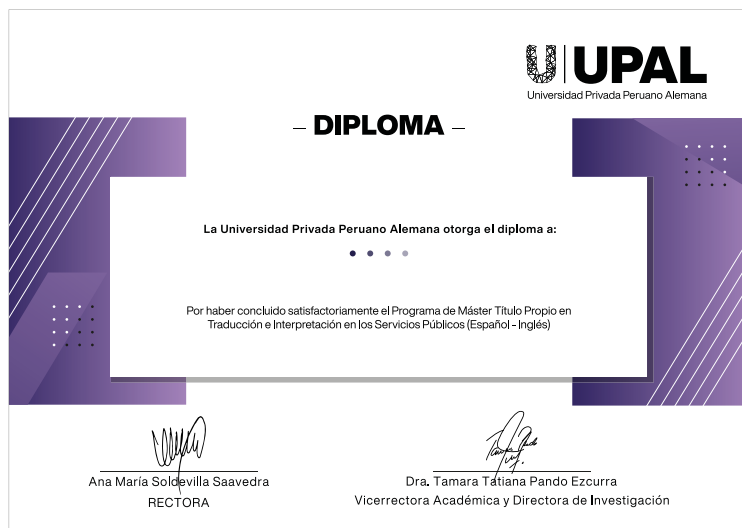 UPAL
Universidad Privada Peruano Alemana
– DIPLOMA –
La Universidad Privada Peruano Alemana otorga el diploma a:
Por haber concluido satisfactoriamente el Programa de Máster Título Propio en
Traducción e Interpretación en los Servicios Públicos (Español - Inglés)
Ana María Soldevilla Saavedra
RECTORA
Dra. Tamara Tatiana Pando Ezcurra
Vicerrectora Académica y Directora de Investigación